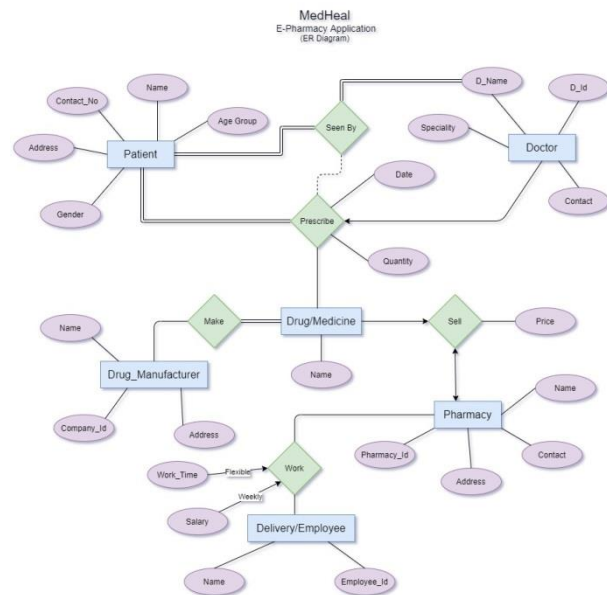 MedHeal
E-Pharmacy Application
(ER Diagram)
Name
Contact_No
Age Group
Address
Patient
Gender
Seen By
D_Name
D_Id
Speciality
Doctor
Contact
Date
Prescribe
Quantity
Name
Make
Drug/Medicine
Sell
Price
Drug_Manufacturer
Name
Company_Id
Address
Name
Pharmacy
Pharmacy_Id
Contact
Address
Work_Time
Flexible
Work
Weekly
Salary
Delivery/Employee
Name
Employee_Id